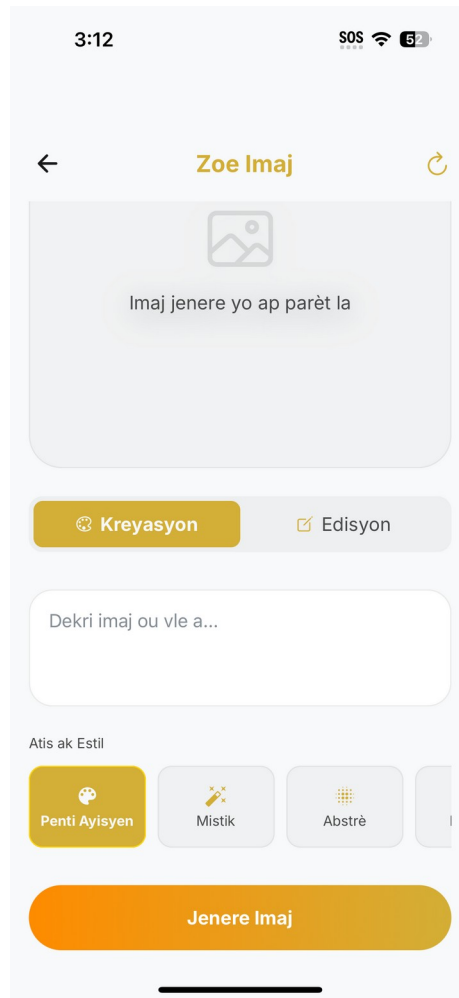 3:12
SOS
52
Zoe Imaj
Imaj jenere yo ap parèt la
Kreyasyon
Edisyon
Dekri imaj ou vle a...
Atis ak Estil
Penti Ayisyen
Mistik
Abstrè
Jenere Imaj